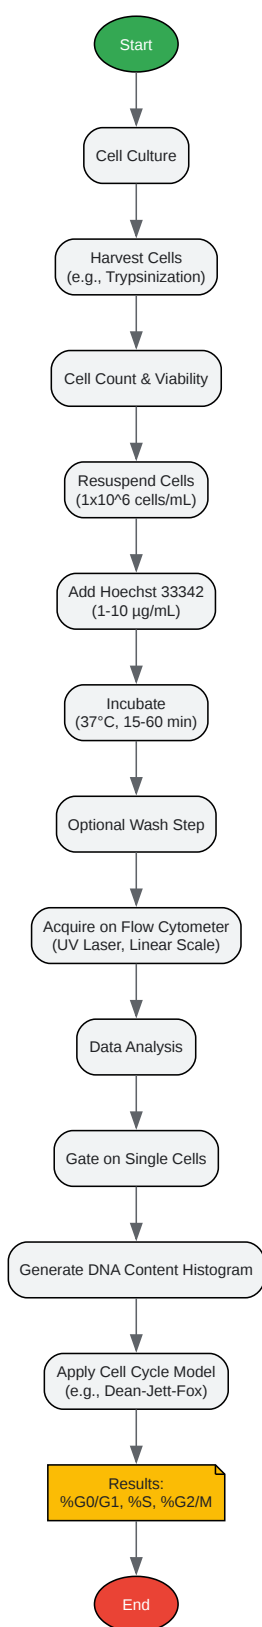 Start
Cell Culture
Harvest Cells
(e.g., Trypsinization)
Cell Count & Viability
Resuspend Cells
(1x10^6 cells/mL)
Add Hoechst 33342
(1-10 µg/mL)
Incubate
(37°C, 15-60 min)
Optional Wash Step
Acquire on Flow Cytometer
(UV Laser, Linear Scale)
Data Analysis
Gate on Single Cells
Generate DNA Content Histogram
Apply Cell Cycle Model
(e.g., Dean-Jett-Fox)
Results:
%G0/G1, %S, %G2/M
End